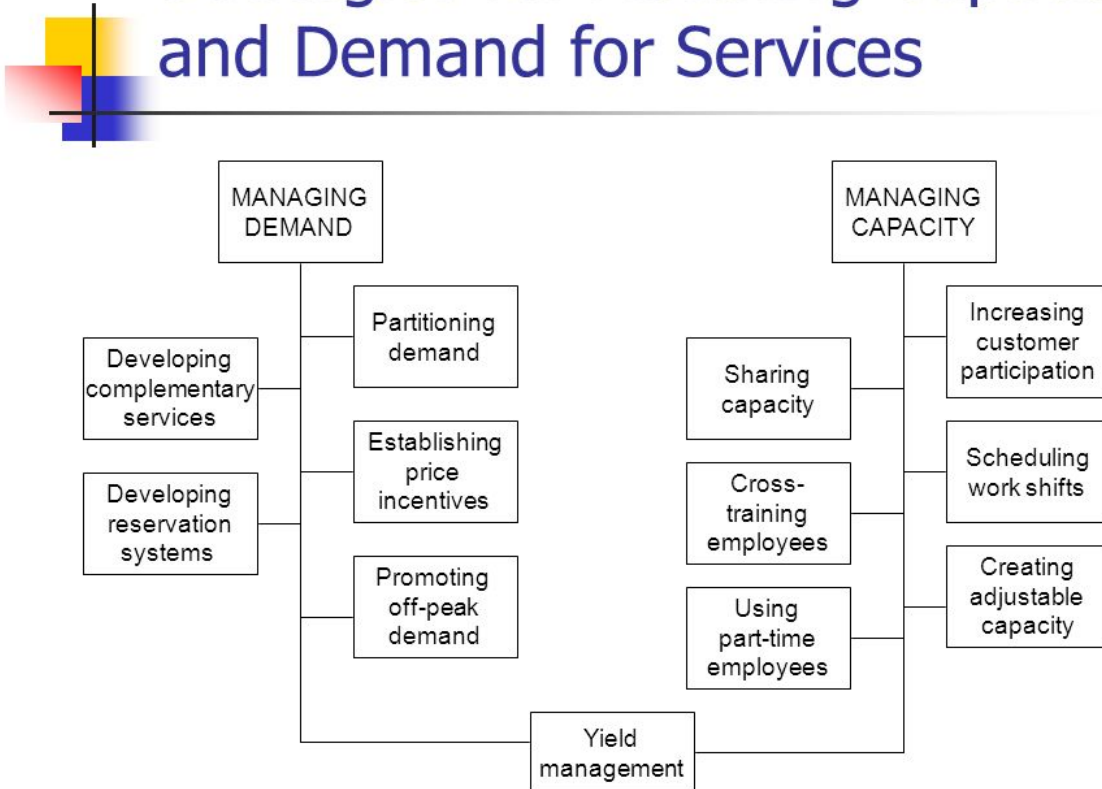 and Demand for Services
MANAGING
DEMAND
Partitioning
demand
Developing
complementary
services
Establishing
price
incentives
Developing
reservation
systems
Promoting
off-peak
demand
MANAGING
CAPACITY
Increasing
customer
participation
Sharing
capacity
Scheduling
work shifts
Cross-
training
employees
Creating
adjustable
capacity
Using
part-time
employees
Yield
management